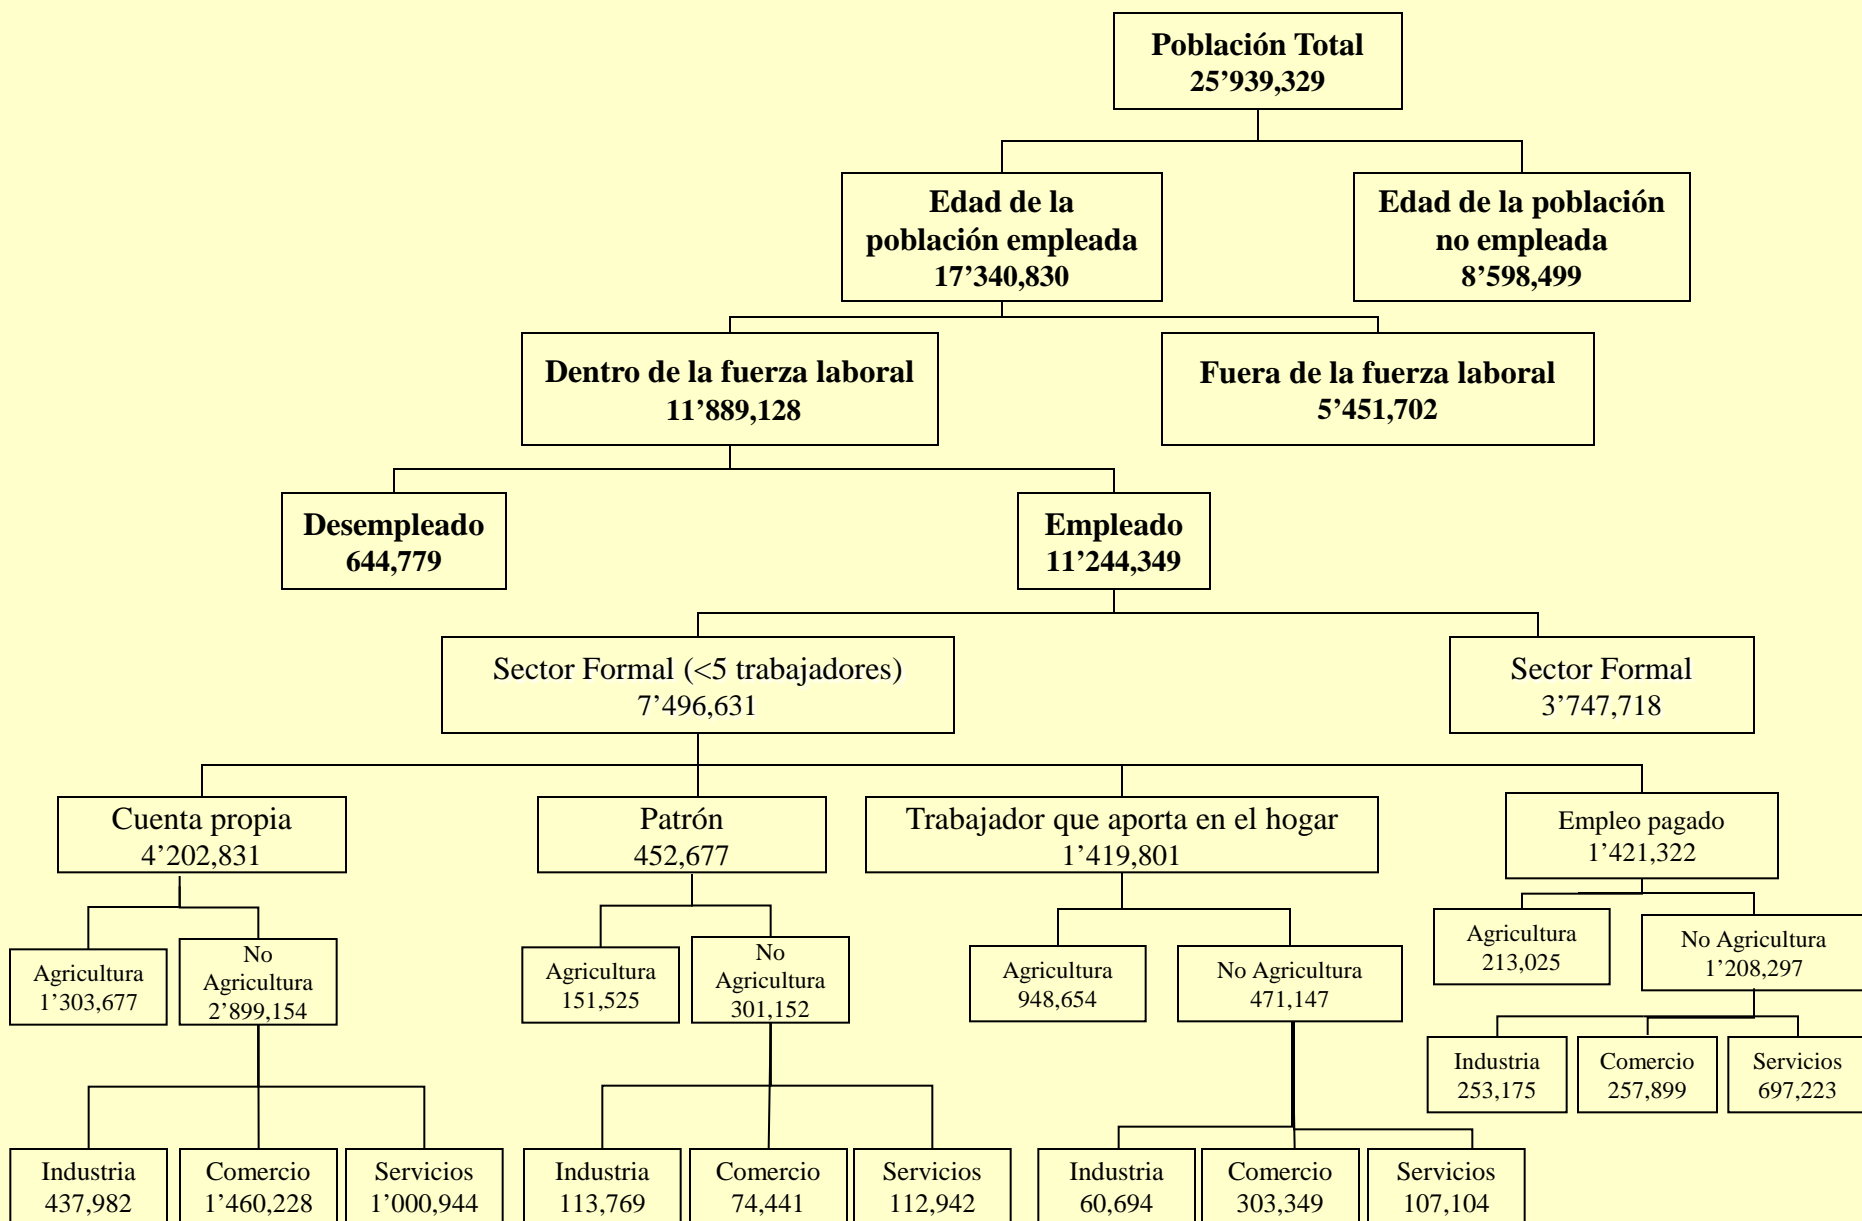 Población Total
25’939,329
Edad de la
población empleada
17’340,830
Edad de la población
no empleada
8’598,499
Dentro de la fuerza laboral
11’889,128
Fuera de la fuerza laboral
5’451,702
Desempleado
644,779
Empleado
11’244,349
Sector Formal (<5 trabajadores)
7’496,631
Sector Formal
3’747,718
Cuenta propia
4’202,831
Patrón
452,677
Trabajador que aporta en el hogar
1’419,801
Empleo pagado
1’421,322
Agricultura
1’303,677
No
Agricultura
2’899,154
Agricultura
151,525
No
Agricultura
301,152
Agricultura
948,654
No Agricultura
471,147
Agricultura
213,025
No Agricultura
1’208,297
Industria
253,175
Comercio
257,899
Servicios
697,223
Industria
437,982
Comercio
1’460,228
Servicios
1’000,944
Industria
113,769
Comercio
74,441
Servicios
112,942
Industria
60,694
Comercio
303,349
Servicios
107,104